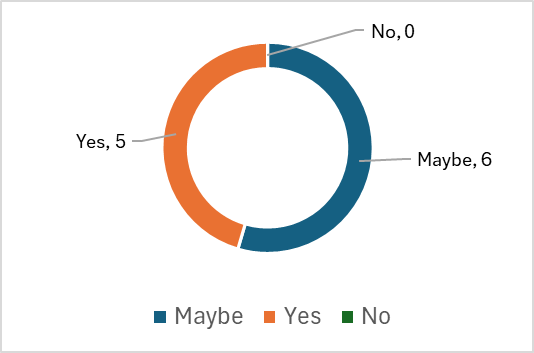 No, 0
Yes, 5
Maybe, 6
Maybe Yes No